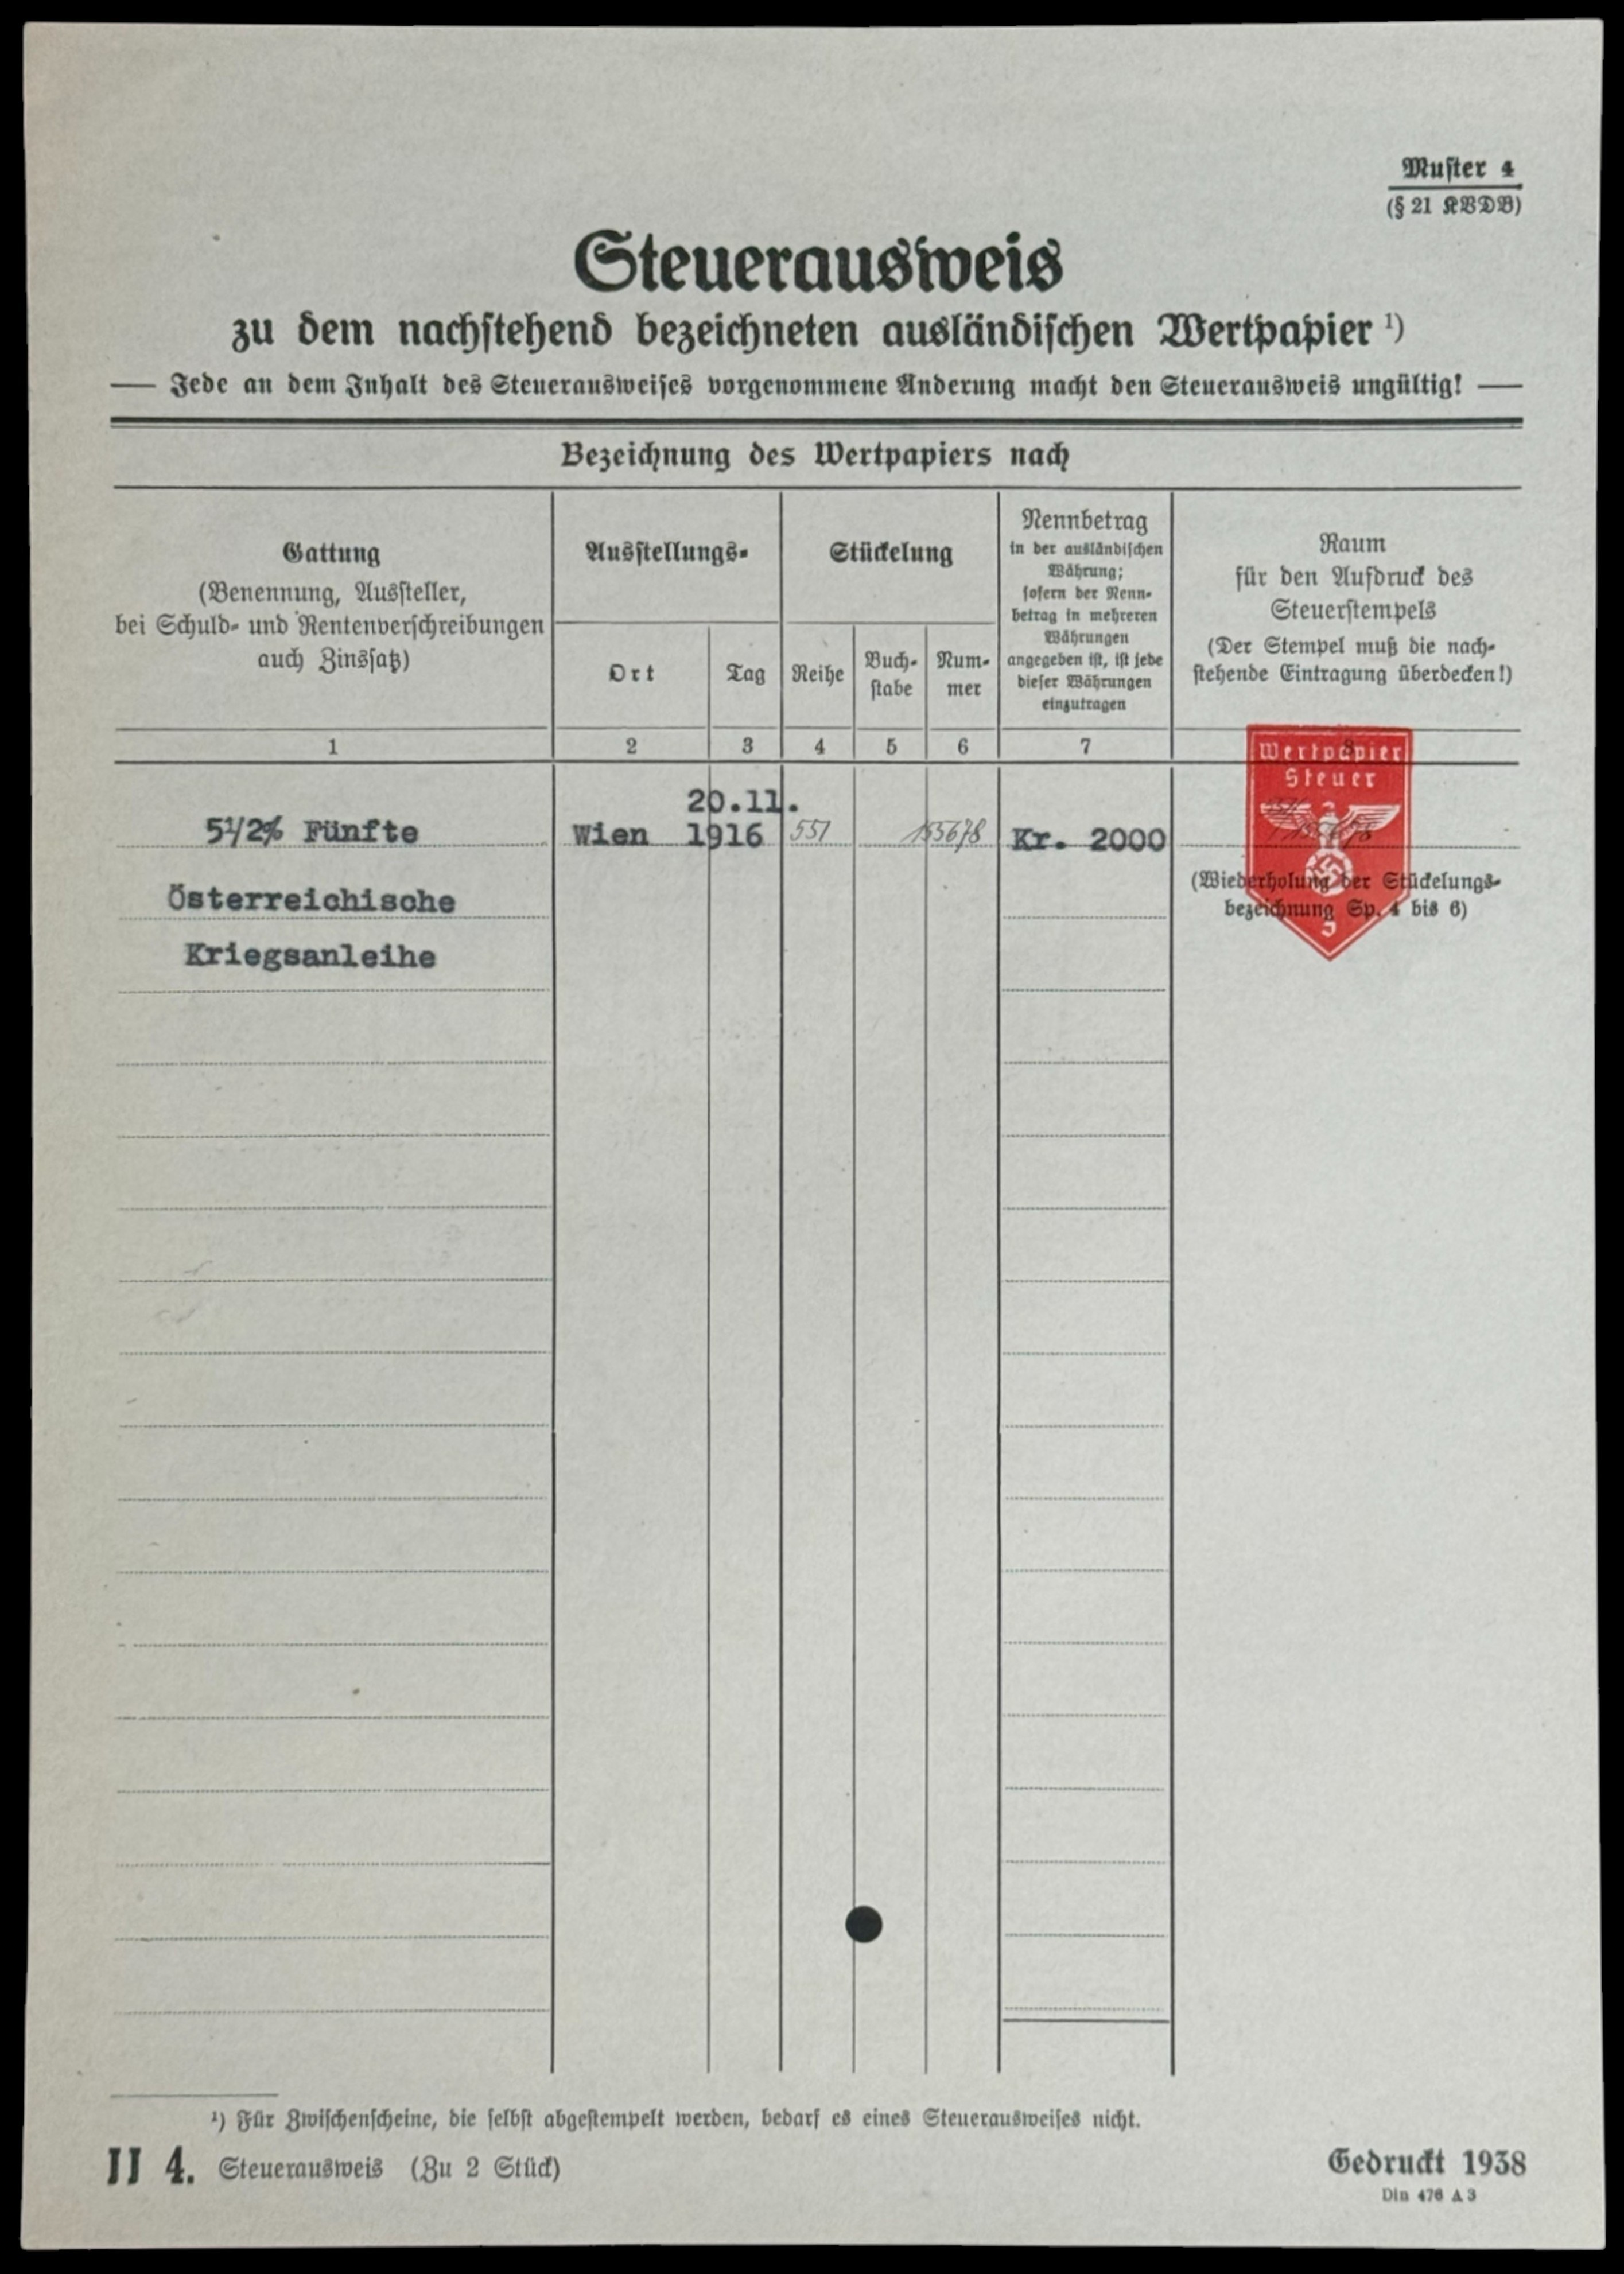 Muster 4
(§ 21 KVDB)
Steuerausweis
zu dem nachstehend bezeichneten ausländischen Wertpapier ¹)
— Jede an dem Inhalt des Steuerausweises vorgenommene Änderung macht den Steuerausweis ungültig! —
Bezeichnung des Wertpapiers nach
Gattung
(Benennung, Aussteller,
bei Schuld- und Rentenverschreibungen
auch Zinssatz)
Ausstellungs-
Ort
Tag
Stückelung
Reihe
Buch-
stabe
Num-
mer
Nennbetrag
in der ausländischen
Währung;
sofern der Nenn-
betrag in mehreren
Währungen
angegeben ist, ist jede
dieser Währungen
einzutragen
Raum
für den Aufdruck des
Steuerstempels
(Der Stempel muß die nach-
stehende Eintragung überdecken!)
1 2 3 4 5 6 7 8
20.11.
5½% Fünfte Wien 1916 551 155678 Kr. 2000
Österreichische
Kriegsanleihe
Wertpapier
Steuer
(Wiederholung der Stückelungs-
bezeichnung Sp. 4 bis 6)
¹) Für Zwischenscheine, die selbst abgestempelt werden, bedarf es eines Steuerausweises nicht.
II 4. Steuerausweis (Zu 2 Stück)
Gedruckt 1938
Din 476 A 3